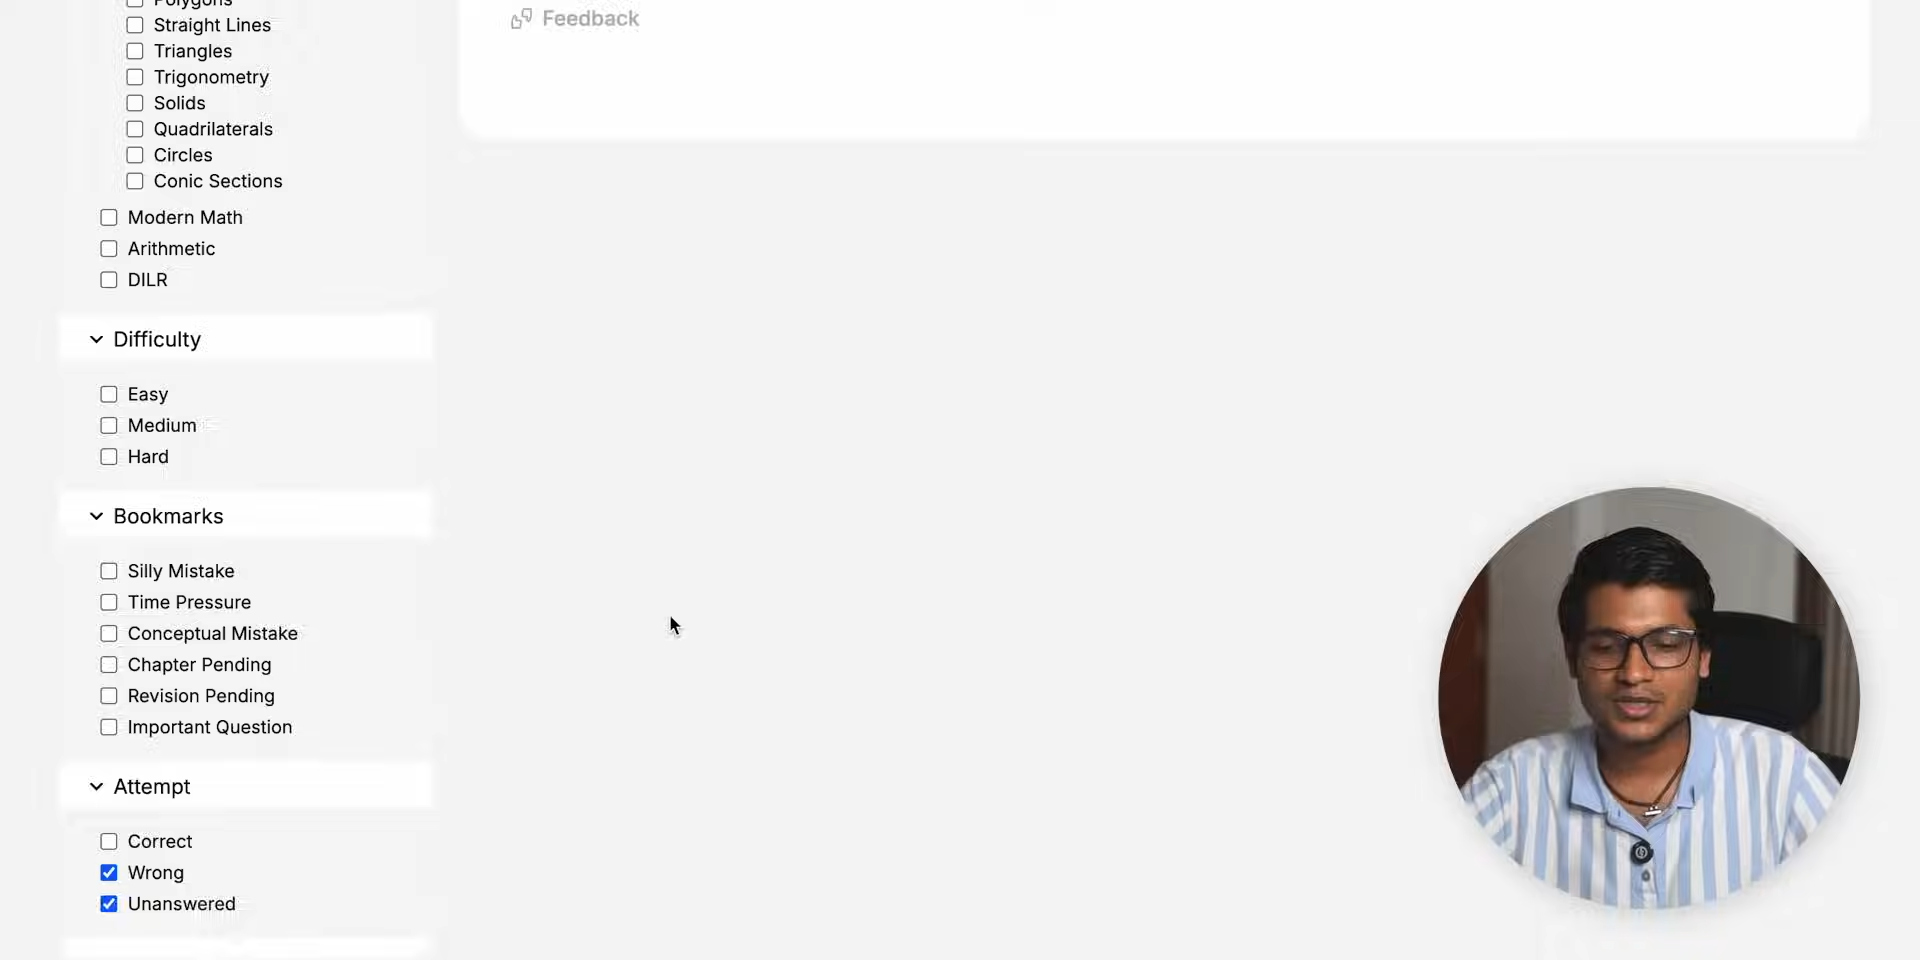 Polygons
Straight Lines
Triangles
Trigonometry
Solids
Quadrilaterals
Circles
Conic Sections
Modern Math
Arithmetic
DILR
Difficulty
Easy
Medium
Hard
Bookmarks
Silly Mistake
Time Pressure
Conceptual Mistake
Chapter Pending
Revision Pending
Important Question
Attempt
Correct
Wrong
Unanswered
Feedback